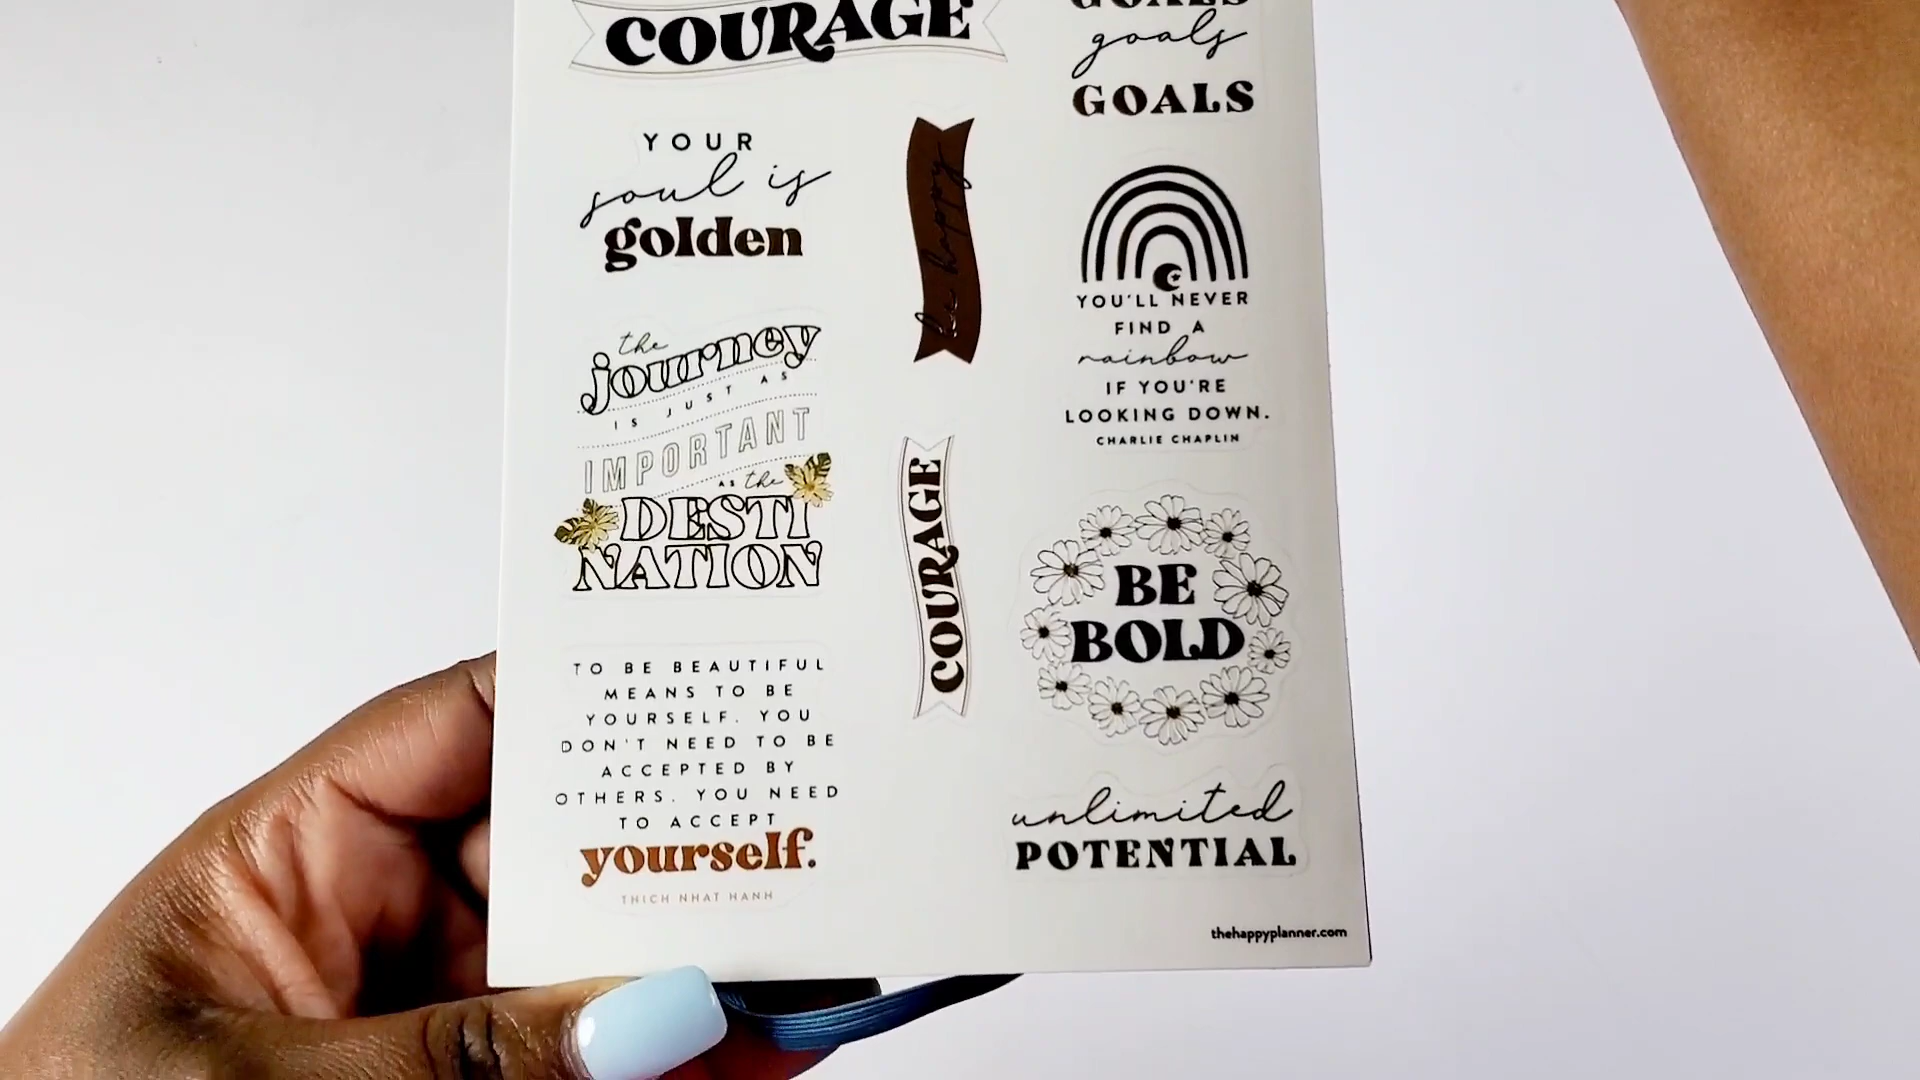 COURAGE
YOUR
soul is
golden
the
journey
IS JUST AS
IMPORTANT
AS the
DESTI
NATION
TO BE BEAUTIFUL
MEANS TO BE
YOURSELF. YOU
DON'T NEED TO BE
ACCEPTED BY
OTHERS. YOU NEED
TO ACCEPT
yourself.
THICH NHAT HANH
be happy
COURAGE
GOALS
goals
GOALS
YOU'LL NEVER
FIND A
rainbow
IF YOU'RE
LOOKING DOWN.
CHARLIE CHAPLIN
BE
BOLD
unlimited
POTENTIAL
thehappyplanner.com